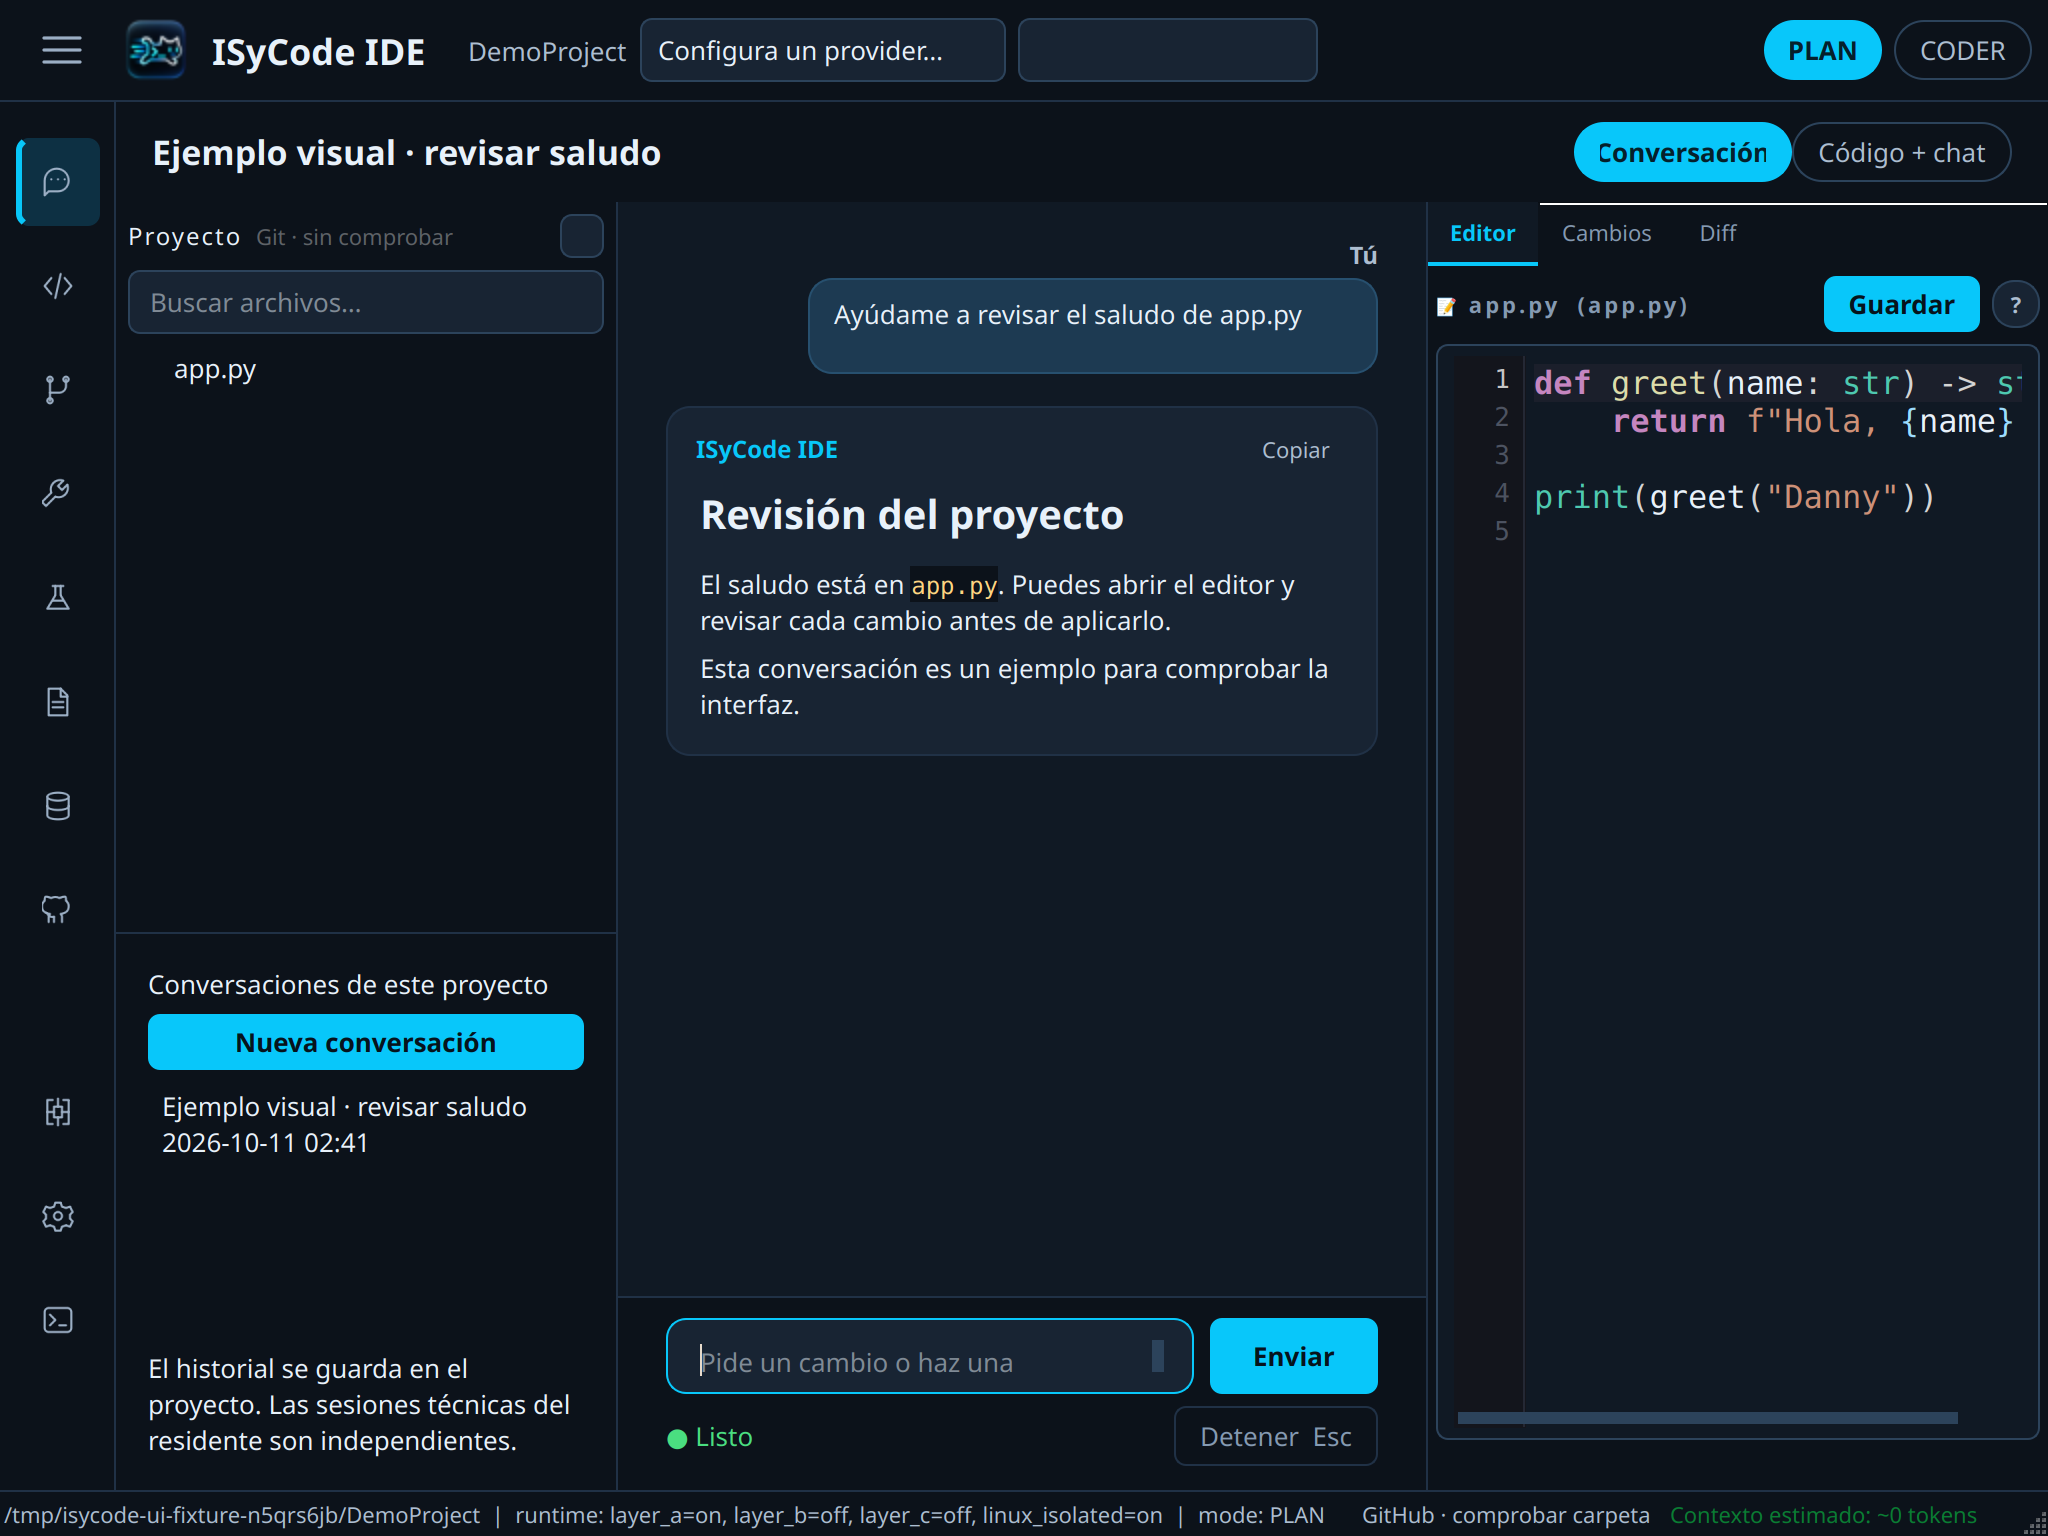 ISyCode IDE
DemoProject
Configura un provider...
PLAN
CODER
Ejemplo visual · revisar saludo
Conversación
Código + chat
Proyecto
Git · sin comprobar
Buscar archivos...
app.py
Conversaciones de este proyecto
Nueva conversación
Ejemplo visual · revisar saludo
2026-10-11 02:41
El historial se guarda en el
proyecto. Las sesiones técnicas del
residente son independientes.
Tú
Ayúdame a revisar el saludo de app.py
ISyCode IDE
Copiar
Revisión del proyecto
El saludo está en app.py. Puedes abrir el editor y
revisar cada cambio antes de aplicarlo.
Esta conversación es un ejemplo para comprobar la
interfaz.
Pide un cambio o haz una
Enviar
Listo
Detener Esc
Editor
Cambios
Diff
app.py (app.py)
Guardar
?
1 def greet(name: str) -> st
2 return f"Hola, {name}
3
4 print(greet("Danny"))
5
/tmp/isycode-ui-fixture-n5qrs6jb/DemoProject | runtime: layer_a=on, layer_b=off, layer_c=off, linux_isolated=on | mode: PLAN
GitHub · comprobar carpeta
Contexto estimado: ~0 tokens